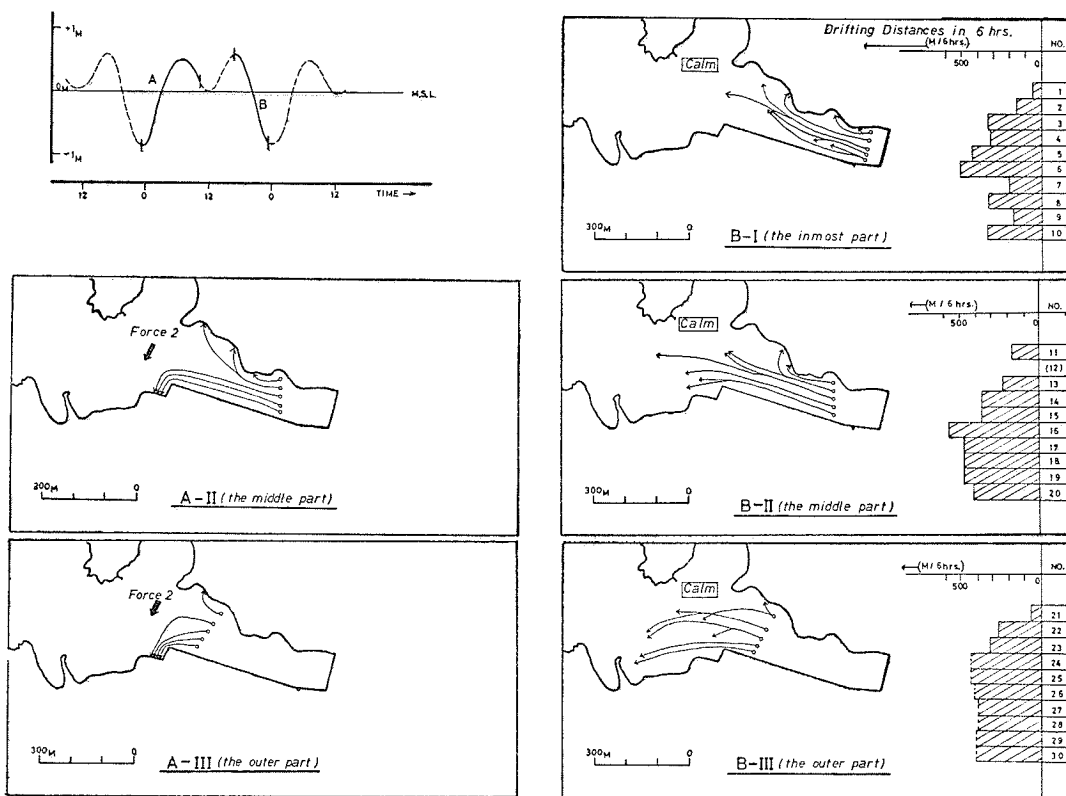 +1M
0M
−1M
A
B
M.S.L.
12 0 12 0 12 TIME →
Drifting Distances in 6 hrs.
(M/6hrs.)
NO.
500 0
Calm
1
2
3
4
5
6
7
8
9
10
300M 0
B-I (the inmost part)
Force 2
200M 0
A-II (the middle part)
(M/6hrs.)
NO.
500 0
Calm
11
(12)
13
14
15
16
17
18
19
20
300M 0
B-II (the middle part)
Force 2
300M 0
A-III (the outer part)
(M/6hrs.)
NO.
500 0
Calm
21
22
23
24
25
26
27
28
29
30
300M 0
B-III (the outer part)